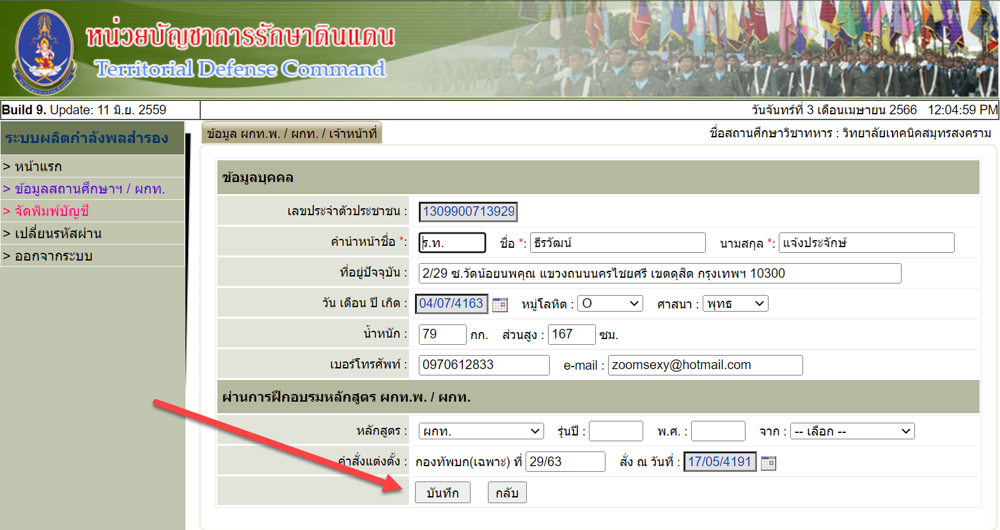 หน่วยบัญชาการรักษาดินแดน
Territorial Defense Command
Build 9. Update: 11 มิ.ย. 2559
วันจันทร์ที่ 3 เดือนเมษายน 2566 12:04:59 PM
ระบบผลิตกำลังพลสำรอง
> หน้าแรก
> ข้อมูลสถานศึกษาฯ / ผกท.
> จัดพิมพ์บัญชี
> เปลี่ยนรหัสผ่าน
> ออกจากระบบ
ข้อมูล ผกท.พ. / ผกท. / เจ้าหน้าที่
ชื่อสถานศึกษาวิชาทหาร : วิทยาลัยเทคนิคสมุทรสงคราม
ข้อมูลบุคคล
เลขประจำตัวประชาชน : 1309900713929
คำนำหน้าชื่อ *: ร.ท. ชื่อ *: ธีรวัฒน์ นามสกุล *: แจ้งประจักษ์
ที่อยู่ปัจจุบัน : 2/29 ซ.วัดน้อยนพคุณ แขวงถนนนครไชยศรี เขตดุสิต กรุงเทพฯ 10300
วัน เดือน ปี เกิด : 04/07/4163 หมู่โลหิต : O ศาสนา : พุทธ
น้ำหนัก : 79 กก. ส่วนสูง : 167 ซม.
เบอร์โทรศัพท์ : 0970612833 e-mail : zoomsexy@hotmail.com
ผ่านการฝึกอบรมหลักสูตร ผกท.พ. / ผกท.
หลักสูตร : ผกท. รุ่นปี : พ.ศ. : จาก : -- เลือก --
คำสั่งแต่งตั้ง : กองทัพบก(เฉพาะ) ที่ 29/63 สั่ง ณ วันที่ : 17/05/4191
บันทึก กลับ